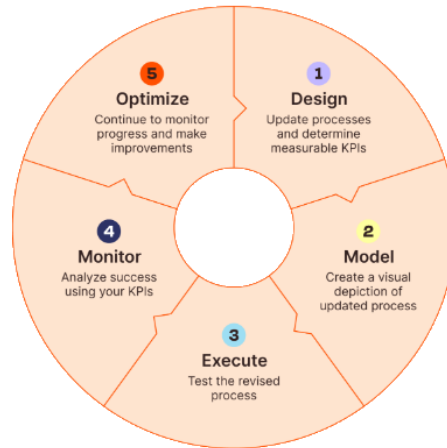 1
Design
Update processes
and determine
measurable KPIs
2
Model
Create a visual
depiction of
updated process
3
Execute
Test the revised
process
4
Monitor
Analyze success
using your KPIs
5
Optimize
Continue to monitor
progress and make
improvements